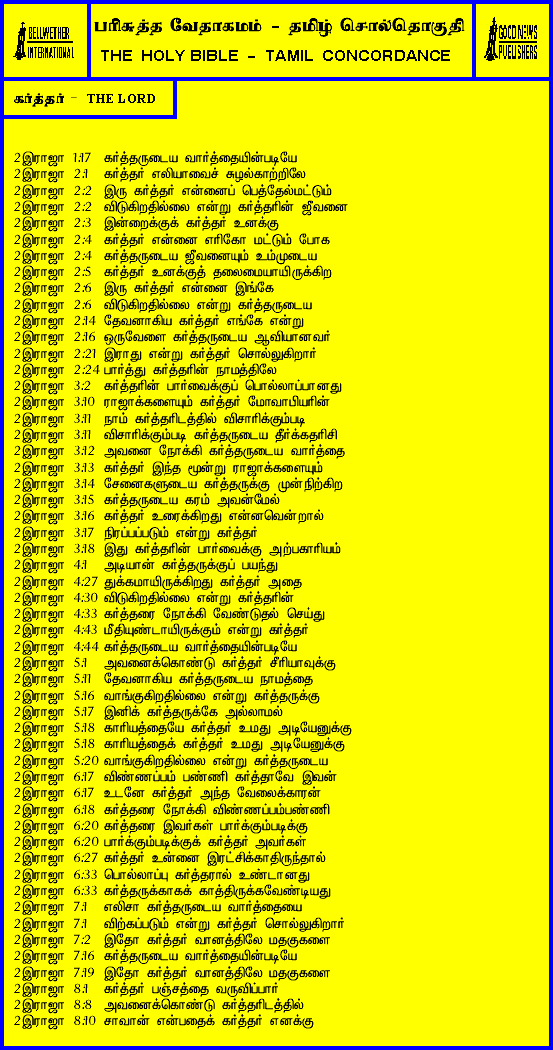 BELLWETHER
INTERNATIONAL
பரிசுத்த வேதாகமம் - தமிழ் சொல்தொகுதி
THE HOLY BIBLE - TAMIL CONCORDANCE
GOOD NEWS
PUBLISHERS
கர்த்தர் - THE LORD
2இராஜா 1:17 கர்த்தருடைய வார்த்தையின்படியே
2இராஜா 2:1 கர்த்தர் எலியாவைச் சுழல்காற்றிலே
2இராஜா 2:2 இரு கர்த்தர் என்னைப் பெத்தேல்மட்டும்
2இராஜா 2:2 விடுகிறதில்லை என்று கர்த்தரின் ஜீவனை
2இராஜா 2:3 இன்றைக்குக் கர்த்தர் உனக்கு
2இராஜா 2:4 கர்த்தர் என்னை எரிகோ மட்டும் போக
2இராஜா 2:4 கர்த்தருடைய ஜீவனையும் உம்முடைய
2இராஜா 2:5 கர்த்தர் உனக்குத் தலைமையாயிருக்கிற
2இராஜா 2:6 இரு கர்த்தர் என்னை இங்கே
2இராஜா 2:6 விடுகிறதில்லை என்று கர்த்தருடைய
2இராஜா 2:14 தேவனாகிய கர்த்தர் எங்கே என்று
2இராஜா 2:16 ஒருவேளை கர்த்தருடைய ஆவியானவர்
2இராஜா 2:21 இராது என்று கர்த்தர் சொல்லுகிறார்
2இராஜா 2:24 பார்த்து கர்த்தரின் நாமத்திலே
2இராஜா 3:2 கர்த்தரின் பார்வைக்குப் பொல்லாப்பானது
2இராஜா 3:10 ராஜாக்களையும் கர்த்தர் மோவாபியரின்
2இராஜா 3:11 நாம் கர்த்தரிடத்தில் விசாரிக்கும்படி
2இராஜா 3:11 விசாரிக்கும்படி கர்த்தருடைய தீர்க்கதரிசி
2இராஜா 3:12 அவனை நோக்கி கர்த்தருடைய வார்த்தை
2இராஜா 3:13 கர்த்தர் இந்த மூன்று ராஜாக்களையும்
2இராஜா 3:14 சேனைகளுடைய கர்த்தருக்கு முன்நிற்கிற
2இராஜா 3:15 கர்த்தருடைய கரம் அவன்மேல்
2இராஜா 3:16 கர்த்தர் உரைக்கிறது என்னவென்றால்
2இராஜா 3:17 நிரப்பப்படும் என்று கர்த்தர்
2இராஜா 3:18 இது கர்த்தரின் பார்வைக்கு அற்பகாரியம்
2இராஜா 4:1 அடியான் கர்த்தருக்குப் பயந்து
2இராஜா 4:27 துக்கமாயிருக்கிறது கர்த்தர் அதை
2இராஜா 4:30 விடுகிறதில்லை என்று கர்த்தரின்
2இராஜா 4:33 கர்த்தரை நோக்கி வேண்டுதல் செய்து
2இராஜா 4:43 மீதியுண்டாயிருக்கும் என்று கர்த்தர்
2இராஜா 4:44 கர்த்தருடைய வார்த்தையின்படியே
2இராஜா 5:1 அவனைக்கொண்டு கர்த்தர் சீரியாவுக்கு
2இராஜா 5:11 தேவனாகிய கர்த்தருடைய நாமத்தை
2இராஜா 5:16 வாங்குகிறதில்லை என்று கர்த்தருக்கு
2இராஜா 5:17 இனிக் கர்த்தருக்கே அல்லாமல்
2இராஜா 5:18 காரியத்தையே கர்த்தர் உமது அடியேனுக்கு
2இராஜா 5:18 காரியத்தைக் கர்த்தர் உமது அடியேனுக்கு
2இராஜா 5:20 வாங்குகிறதில்லை என்று கர்த்தருடைய
2இராஜா 6:17 விண்ணப்பம் பண்ணி கர்த்தாவே இவன்
2இராஜா 6:17 உடனே கர்த்தர் அந்த வேலைக்காரன்
2இராஜா 6:18 கர்த்தரை நோக்கி விண்ணப்பம்பண்ணி
2இராஜா 6:20 கர்த்தரை இவர்கள் பார்க்கும்படிக்கு
2இராஜா 6:20 பார்க்கும்படிக்குக் கர்த்தர் அவர்கள்
2இராஜா 6:27 கர்த்தர் உன்னை இரட்சிக்காதிருந்தால்
2இராஜா 6:33 பொல்லாப்பு கர்த்தரால் உண்டானது
2இராஜா 6:33 கர்த்தருக்காகக் காத்திருக்கவேண்டியது
2இராஜா 7:1 எலிசா கர்த்தருடைய வார்த்தையை
2இராஜா 7:1 விற்கப்படும் என்று கர்த்தர் சொல்லுகிறார்
2இராஜா 7:2 இதோ கர்த்தர் வானத்திலே மதகுகளை
2இராஜா 7:16 கர்த்தருடைய வார்த்தையின்படியே
2இராஜா 7:19 இதோ கர்த்தர் வானத்திலே மதகுகளை
2இராஜா 8:1 கர்த்தர் பஞ்சத்தை வருவிப்பார்
2இராஜா 8:8 அவனைக்கொண்டு கர்த்தரிடத்தில்
2இராஜா 8:10 சாவான் என்பதைக் கர்த்தர் எனக்கு